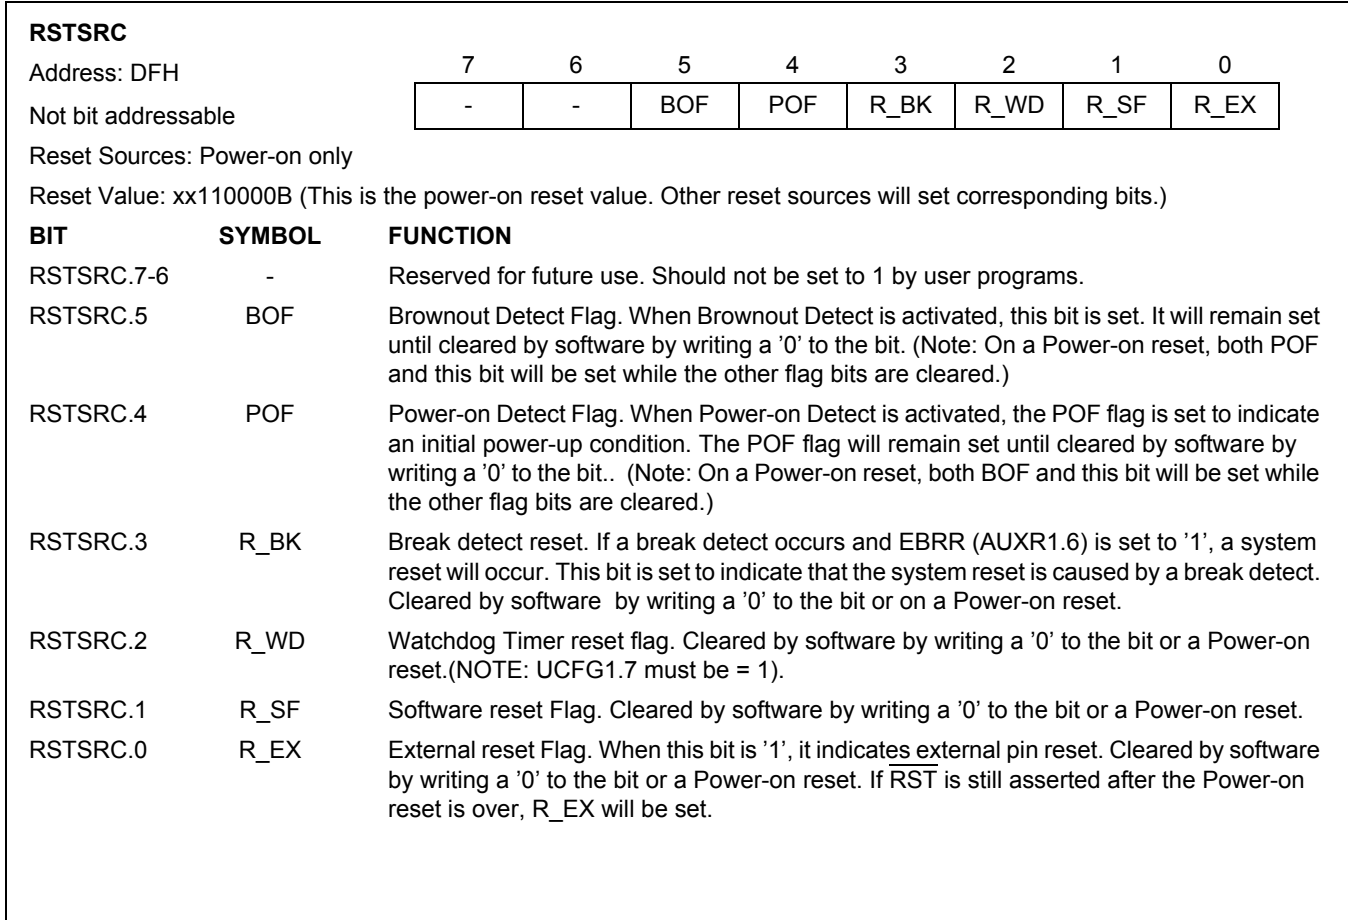 RSTSRC
Address: DFH
7 6 5 4 3 2 1 0
Not bit addressable
- - BOF POF R_BK R_WD R_SF R_EX
Reset Sources: Power-on only
Reset Value: xx110000B (This is the power-on reset value. Other reset sources will set corresponding bits.)
BIT SYMBOL FUNCTION
RSTSRC.7-6 - Reserved for future use. Should not be set to 1 by user programs.
RSTSRC.5 BOF Brownout Detect Flag. When Brownout Detect is activated, this bit is set. It will remain set
until cleared by software by writing a ’0’ to the bit. (Note: On a Power-on reset, both POF
and this bit will be set while the other flag bits are cleared.)
RSTSRC.4 POF Power-on Detect Flag. When Power-on Detect is activated, the POF flag is set to indicate
an initial power-up condition. The POF flag will remain set until cleared by software by
writing a ’0’ to the bit.. (Note: On a Power-on reset, both BOF and this bit will be set while
the other flag bits are cleared.)
RSTSRC.3 R_BK Break detect reset. If a break detect occurs and EBRR (AUXR1.6) is set to '1’, a system
reset will occur. This bit is set to indicate that the system reset is caused by a break detect.
Cleared by software by writing a ’0’ to the bit or on a Power-on reset.
RSTSRC.2 R_WD Watchdog Timer reset flag. Cleared by software by writing a ’0’ to the bit or a Power-on
reset.(NOTE: UCFG1.7 must be = 1).
RSTSRC.1 R_SF Software reset Flag. Cleared by software by writing a ’0’ to the bit or a Power-on reset.
RSTSRC.0 R_EX External reset Flag. When this bit is ’1’, it indicates external pin reset. Cleared by software
by writing a ’0’ to the bit or a Power-on reset. If R̅S̅T̅ is still asserted after the Power-on
reset is over, R_EX will be set.